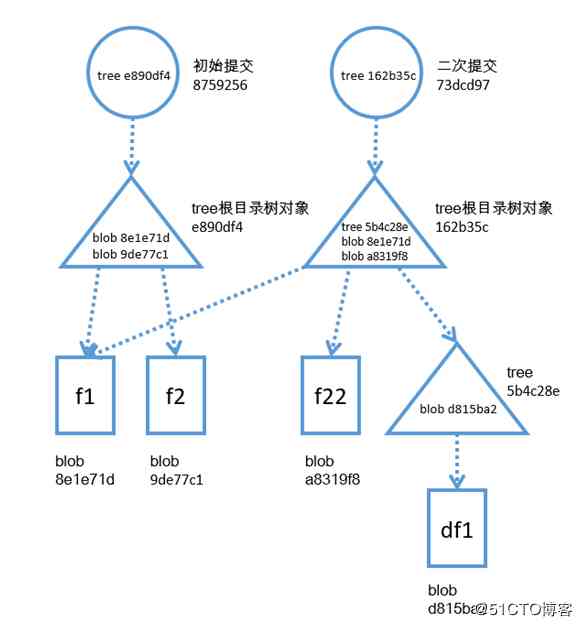 tree e890df4
初始提交
8759256
tree 162b35c
二次提交
73dcd97
tree根目录树对象
e890df4
blob 8e1e71d
blob 9de77c1
tree根目录树对象
162b35c
tree 5b4c28e
blob 8e1e71d
blob a8319f8
f1
f2
f22
tree
5b4c28e
blob d815ba2
blob
8e1e71d
blob
9de77c1
blob
a8319f8
df1
blob
d815ba
@51CTO博客